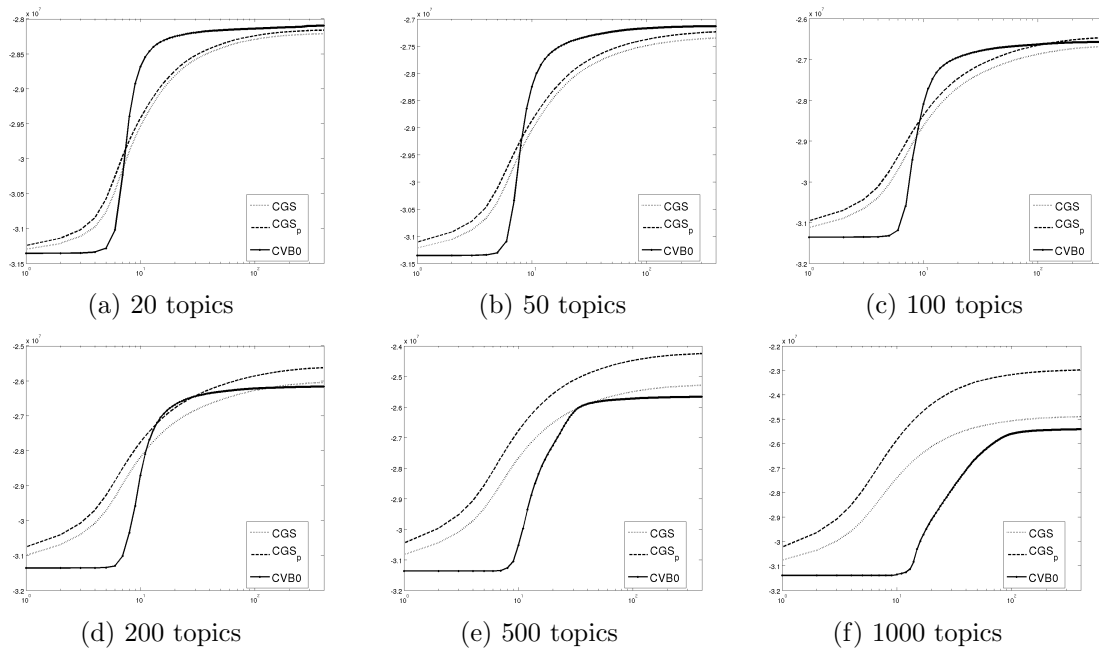 x 10^7
-2.8
-2.85
-2.9
-2.95
-3
-3.05
-3.1
-3.15
10^0
10^1
10^2
CGS
CGS_p
CVB0
(a) 20 topics
x 10^7
-2.7
-2.75
-2.8
-2.85
-2.9
-2.95
-3
-3.05
-3.1
-3.15
10^0
10^1
10^2
CGS
CGS_p
CVB0
(b) 50 topics
x 10^7
-2.6
-2.7
-2.8
-2.9
-3
-3.1
-3.2
10^0
10^1
10^2
CGS
CGS_p
CVB0
(c) 100 topics
x 10^7
-2.5
-2.6
-2.7
-2.8
-2.9
-3
-3.1
-3.2
10^0
10^1
10^2
CGS
CGS_p
CVB0
(d) 200 topics
x 10^7
-2.4
-2.5
-2.6
-2.7
-2.8
-2.9
-3
-3.1
-3.2
10^0
10^1
10^2
CGS
CGS_p
CVB0
(e) 500 topics
x 10^7
-2.2
-2.3
-2.4
-2.5
-2.6
-2.7
-2.8
-2.9
-3
-3.1
-3.2
10^0
10^1
10^2
CGS
CGS_p
CVB0
(f) 1000 topics